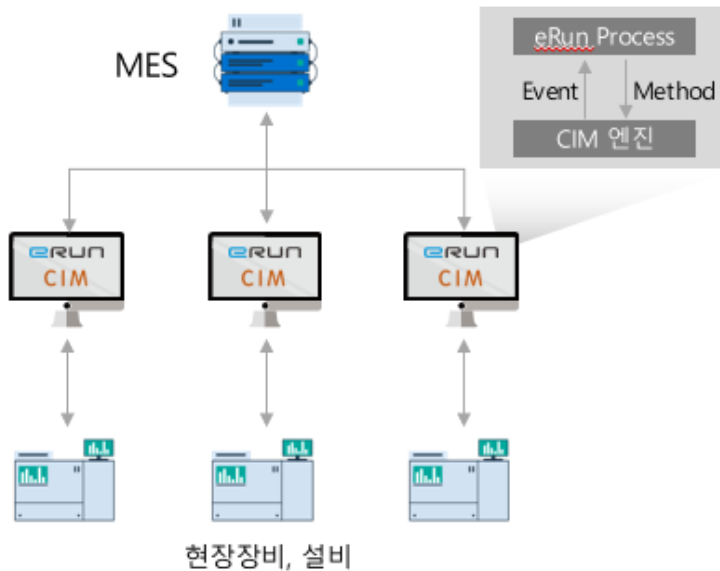 MES
eRun Process
Event
Method
CIM 엔진
eRUn
CIM
eRUn
CIM
eRUn
CIM
현장장비, 설비